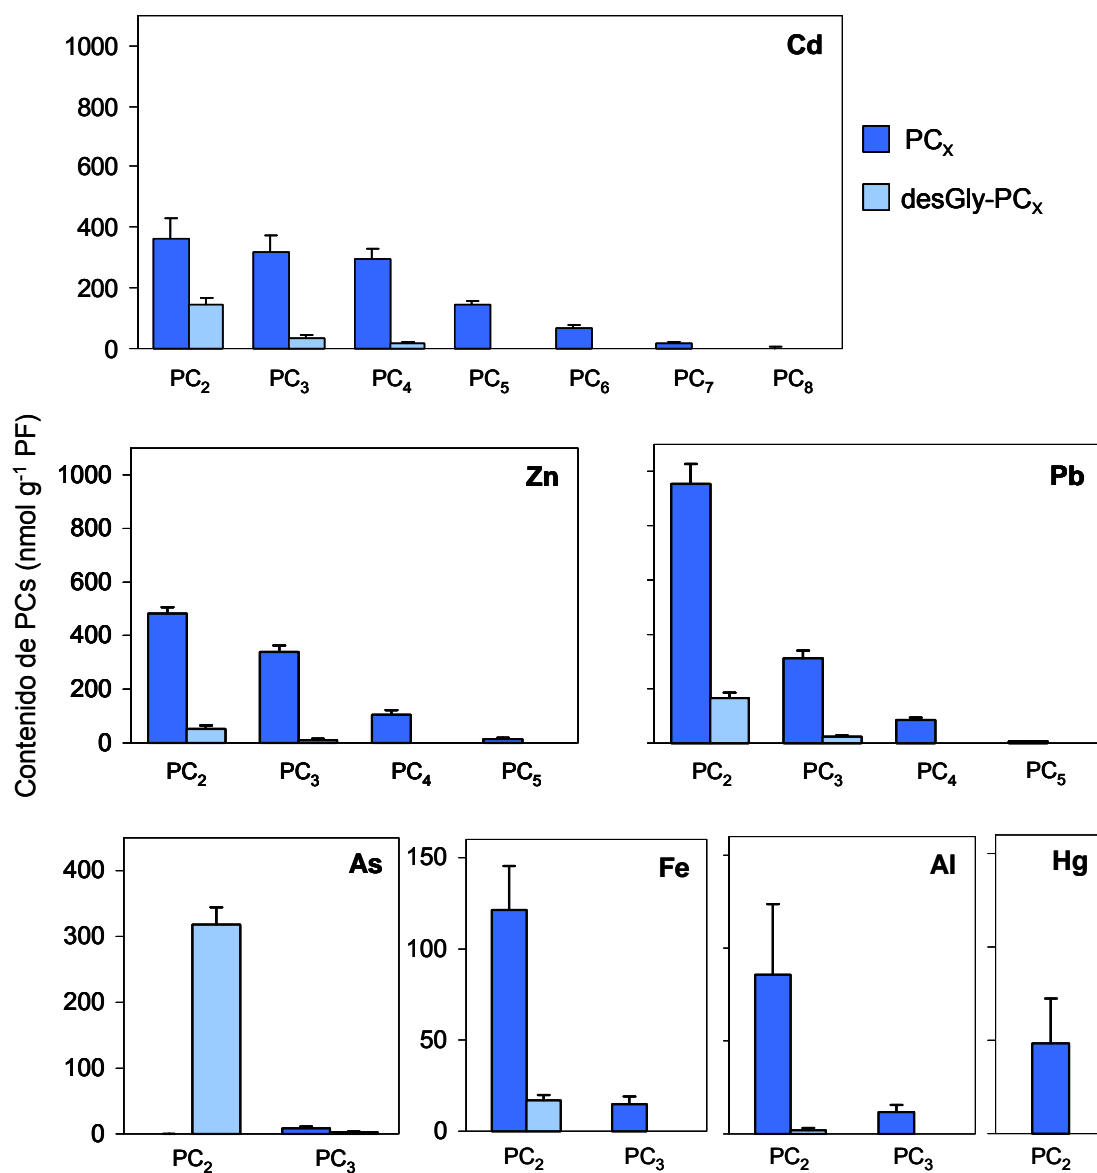 Cd
1000
800
600
400
200
0
PC₂ PC₃ PC₄ PC₅ PC₆ PC₇ PC₈
PCₓ
desGly-PCₓ
Contenido de PCs (nmol g⁻¹ PF)
Zn
1000
800
600
400
200
0
PC₂ PC₃ PC₄ PC₅
Pb
PC₂ PC₃ PC₄ PC₅
As
400
300
200
100
0
PC₂ PC₃
Fe
150
100
50
0
PC₂ PC₃
Al
PC₂ PC₃
Hg
PC₂